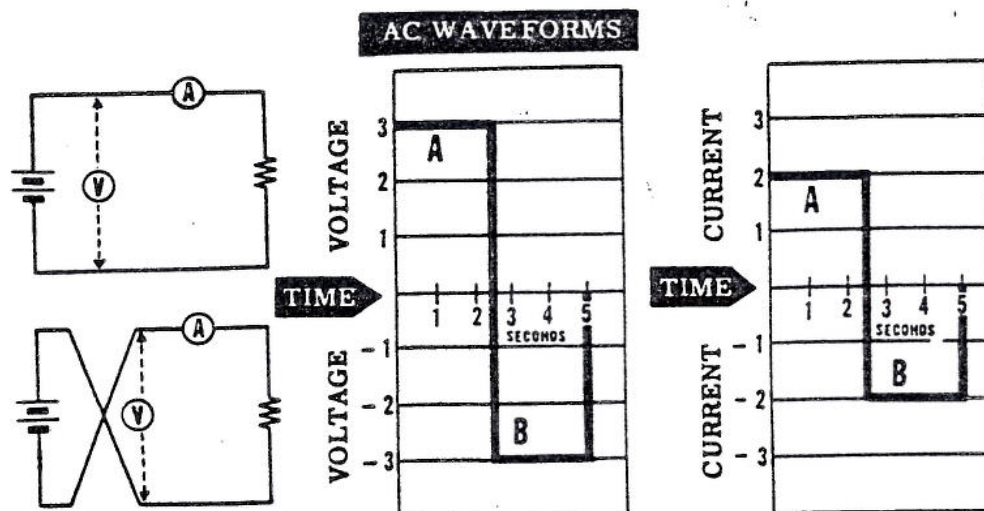 AC WAVEFORMS
A
V
A
V
VOLTAGE
VOLTAGE
3
2
1
-1
-2
-3
TIME
A
1 2 3 4 5
SECONDS
B
CURRENT
CURRENT
3
2
1
-1
-2
-3
TIME
A
1 2 3 4 5
SECONDS
B